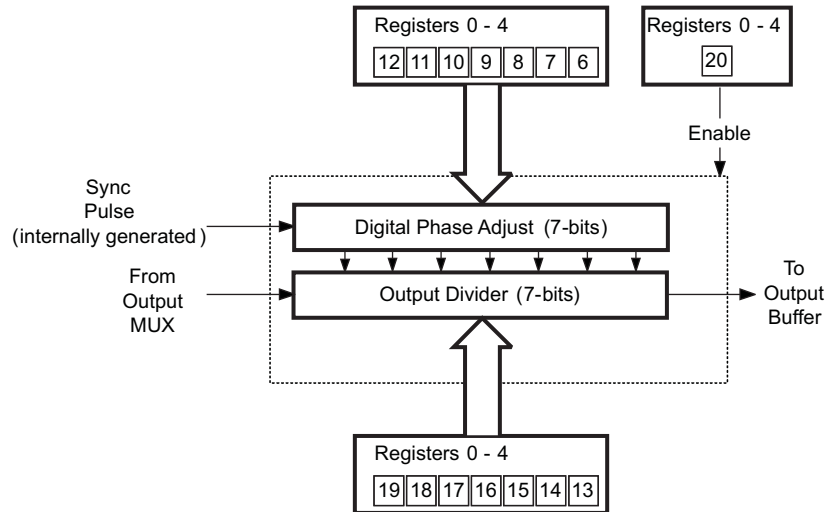 Registers 0 - 4
12 11 10 9 8 7 6
Registers 0 - 4
20
Enable
Sync
Pulse
(internally generated)
Digital Phase Adjust (7-bits)
From
Output
MUX
Output Divider (7-bits)
To
Output
Buffer
Registers 0 - 4
19 18 17 16 15 14 13